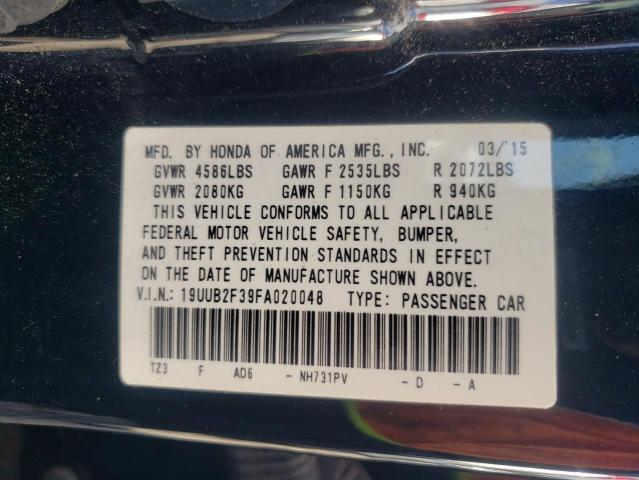 MFD. BY HONDA OF AMERICA MFG., INC. 03/'15
GVWR 4586LBS GAWR F 2535LBS R 2072LBS
GVWR 2080KG GAWR F 1150KG R 940KG
THIS VEHICLE CONFORMS TO ALL APPLICABLE
FEDERAL MOTOR VEHICLE SAFETY, BUMPER,
AND THEFT PREVENTION STANDARDS IN EFFECT
ON THE DATE OF MANUFACTURE SHOWN ABOVE.
V.I.N.: 19UUB2F39FA020048 TYPE: PASSENGER CAR
TZ3 F AD6 - NH731PV - D - A